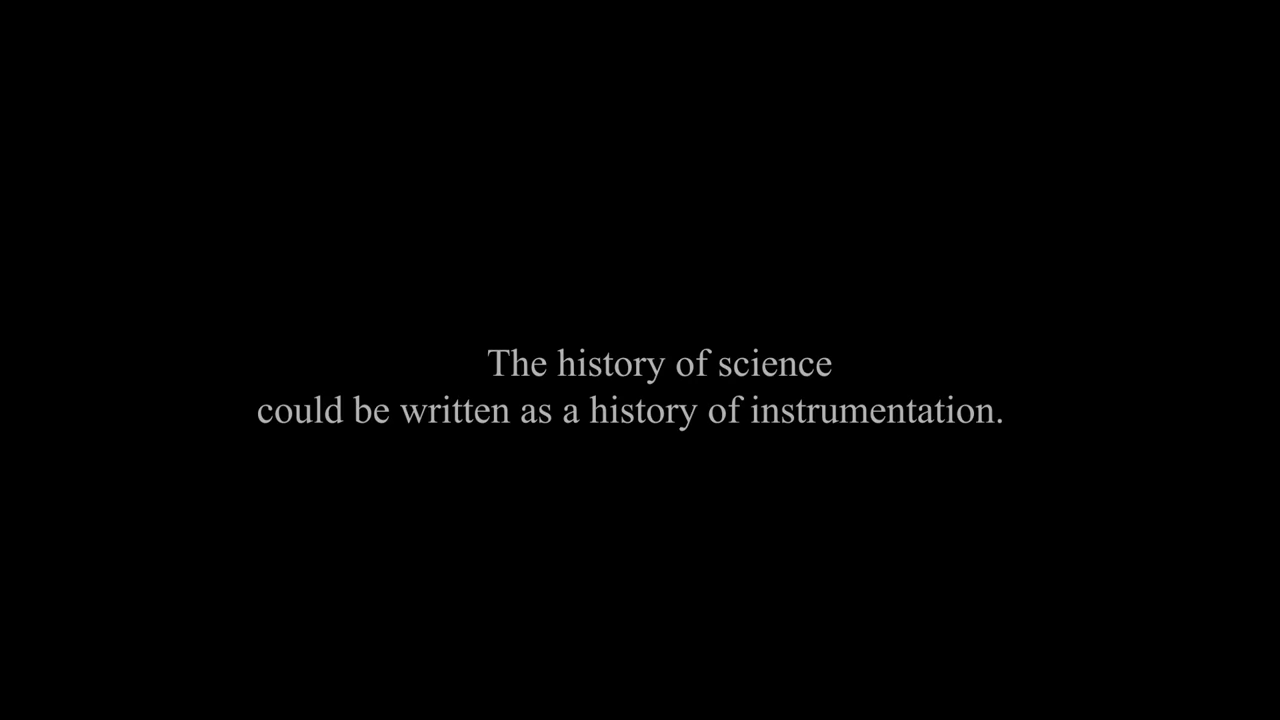 The history of science
could be written as a history of instrumentation.